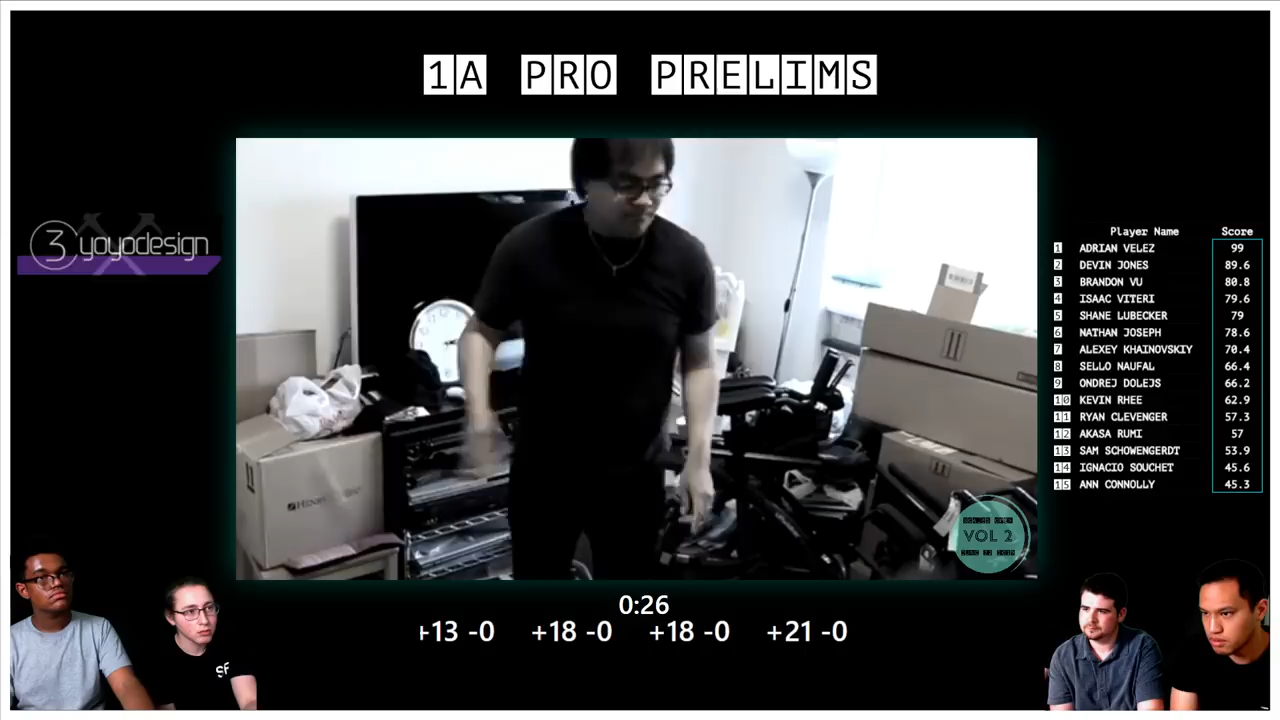 1A PRO PRELIMS
3 yoyodesign
Player Name Score
1 ADRIAN VELEZ 99
2 DEVIN JONES 89.6
3 BRANDON VU 80.8
4 ISAAC VITERI 79.6
5 SHANE LUBECKER 79
6 NATHAN JOSEPH 78.6
7 ALEXEY KHAINOVSKIY 70.4
8 SELLO NAUFAL 66.4
9 ONDREJ DOLEJS 66.2
10 KEVIN RHEE 62.9
11 RYAN CLEVENGER 57.3
12 AKASA RUMI 57
13 SAM SCHOWENGERDT 53.9
14 IGNACIO SOUCHET 45.6
15 ANN CONNOLLY 45.3
VOL 2
0:26
+13 -0 +18 -0 +18 -0 +21 -0
SF